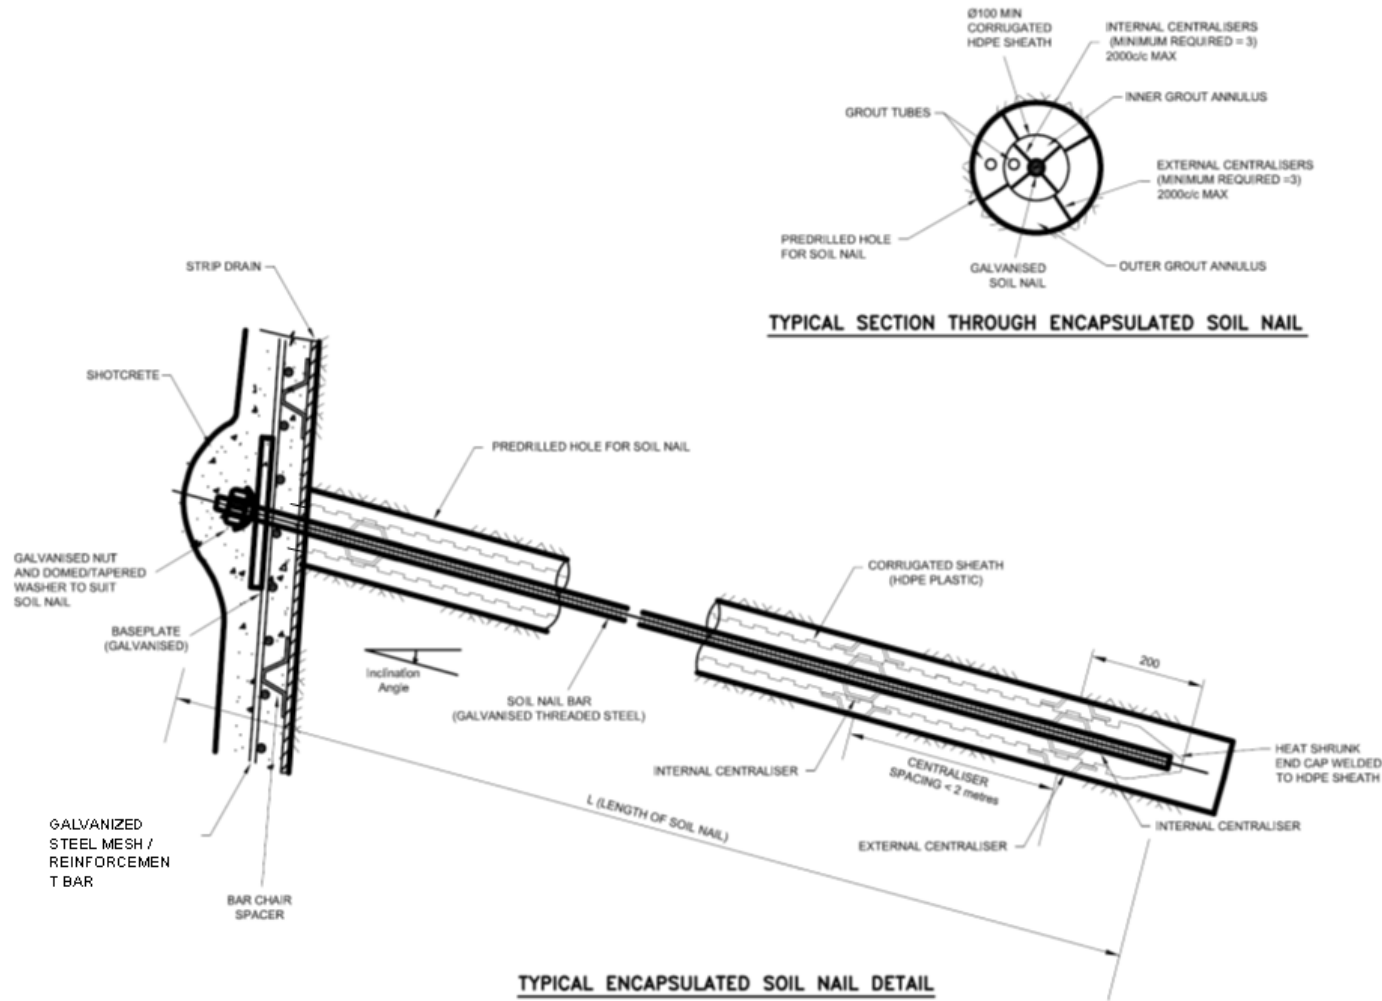 Ø100 MIN
CORRUGATED
HDPE SHEATH
INTERNAL CENTRALISERS
(MINIMUM REQUIRED = 3)
2000c/c MAX
INNER GROUT ANNULUS
GROUT TUBES
EXTERNAL CENTRALISERS
(MINIMUM REQUIRED =3)
2000c/c MAX
PREDRILLED HOLE
FOR SOIL NAIL
GALVANISED
SOIL NAIL
OUTER GROUT ANNULUS
TYPICAL SECTION THROUGH ENCAPSULATED SOIL NAIL
STRIP DRAIN
SHOTCRETE
PREDRILLED HOLE FOR SOIL NAIL
GALVANISED NUT
AND DOMED/TAPERED
WASHER TO SUIT
SOIL NAIL
CORRUGATED SHEATH
(HDPE PLASTIC)
BASEPLATE
(GALVANISED)
Inclination
Angle
200
SOIL NAIL BAR
(GALVANISED THREADED STEEL)
INTERNAL CENTRALISER
CENTRALISER
SPACING < 2 metres
HEAT SHRUNK
END CAP WELDED
TO HDPE SHEATH
L (LENGTH OF SOIL NAIL)
EXTERNAL CENTRALISER
INTERNAL CENTRALISER
GALVANIZED
STEEL MESH /
REINFORCEMEN
T BAR
BAR CHAIR
SPACER
TYPICAL ENCAPSULATED SOIL NAIL DETAIL